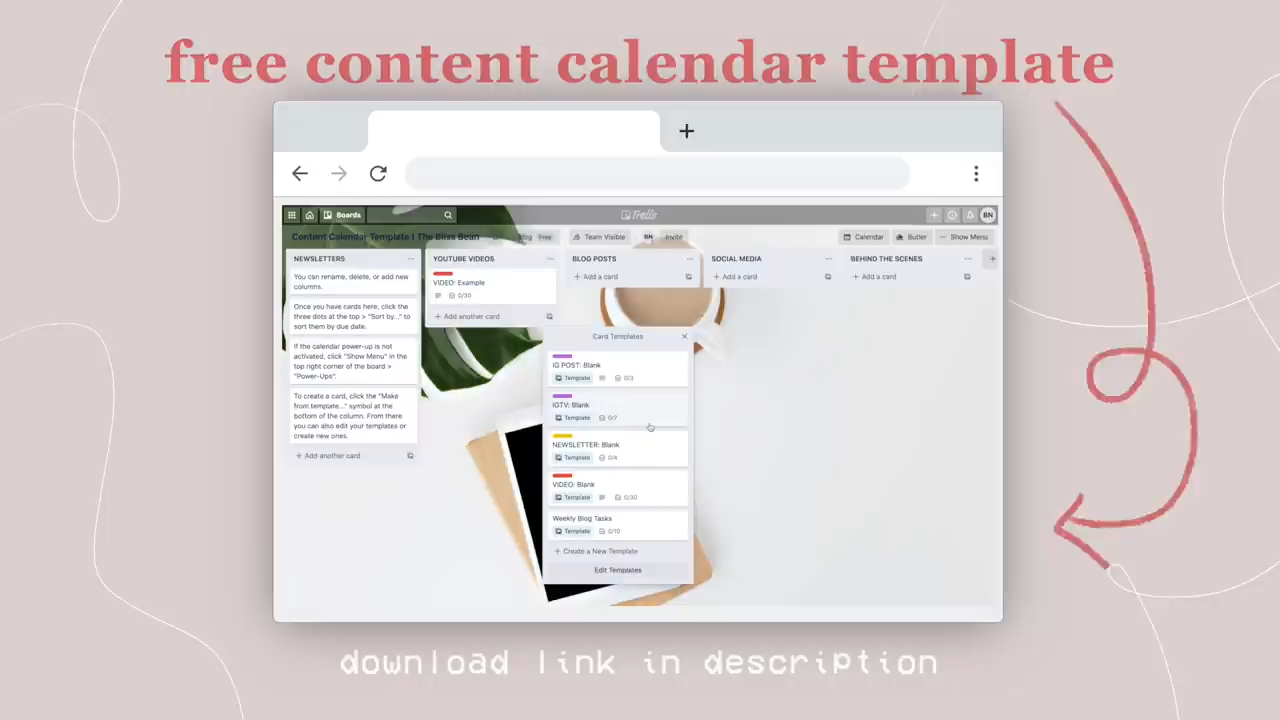 free content calendar template
Boards
Trello
BN
Content Calendar Template | The Bliss Bean
Blog
Free
Team Visible
BN
Invite
Calendar
Butler
Show Menu
NEWSLETTERS
You can rename, delete, or add new
columns.
Once you have cards here, click the
three dots at the top > "Sort by..." to
sort them by due date.
If the calendar power-up is not
activated, click "Show Menu" in the
top right corner of the board >
"Power-Ups".
To create a card, click the "Make
from template..." symbol at the
bottom of the column. From there
you can also edit your templates or
create new ones.
+ Add another card
YOUTUBE VIDEOS
VIDEO: Example
0/30
+ Add another card
BLOG POSTS
+ Add a card
SOCIAL MEDIA
+ Add a card
BEHIND THE SCENES
+ Add a card
Card Templates
IG POST: Blank
Template 0/3
IGTV: Blank
Template 0/7
NEWSLETTER: Blank
Template 0/4
VIDEO: Blank
Template 0/30
Weekly Blog Tasks
Template 0/10
+ Create a New Template
Edit Templates
download link in description